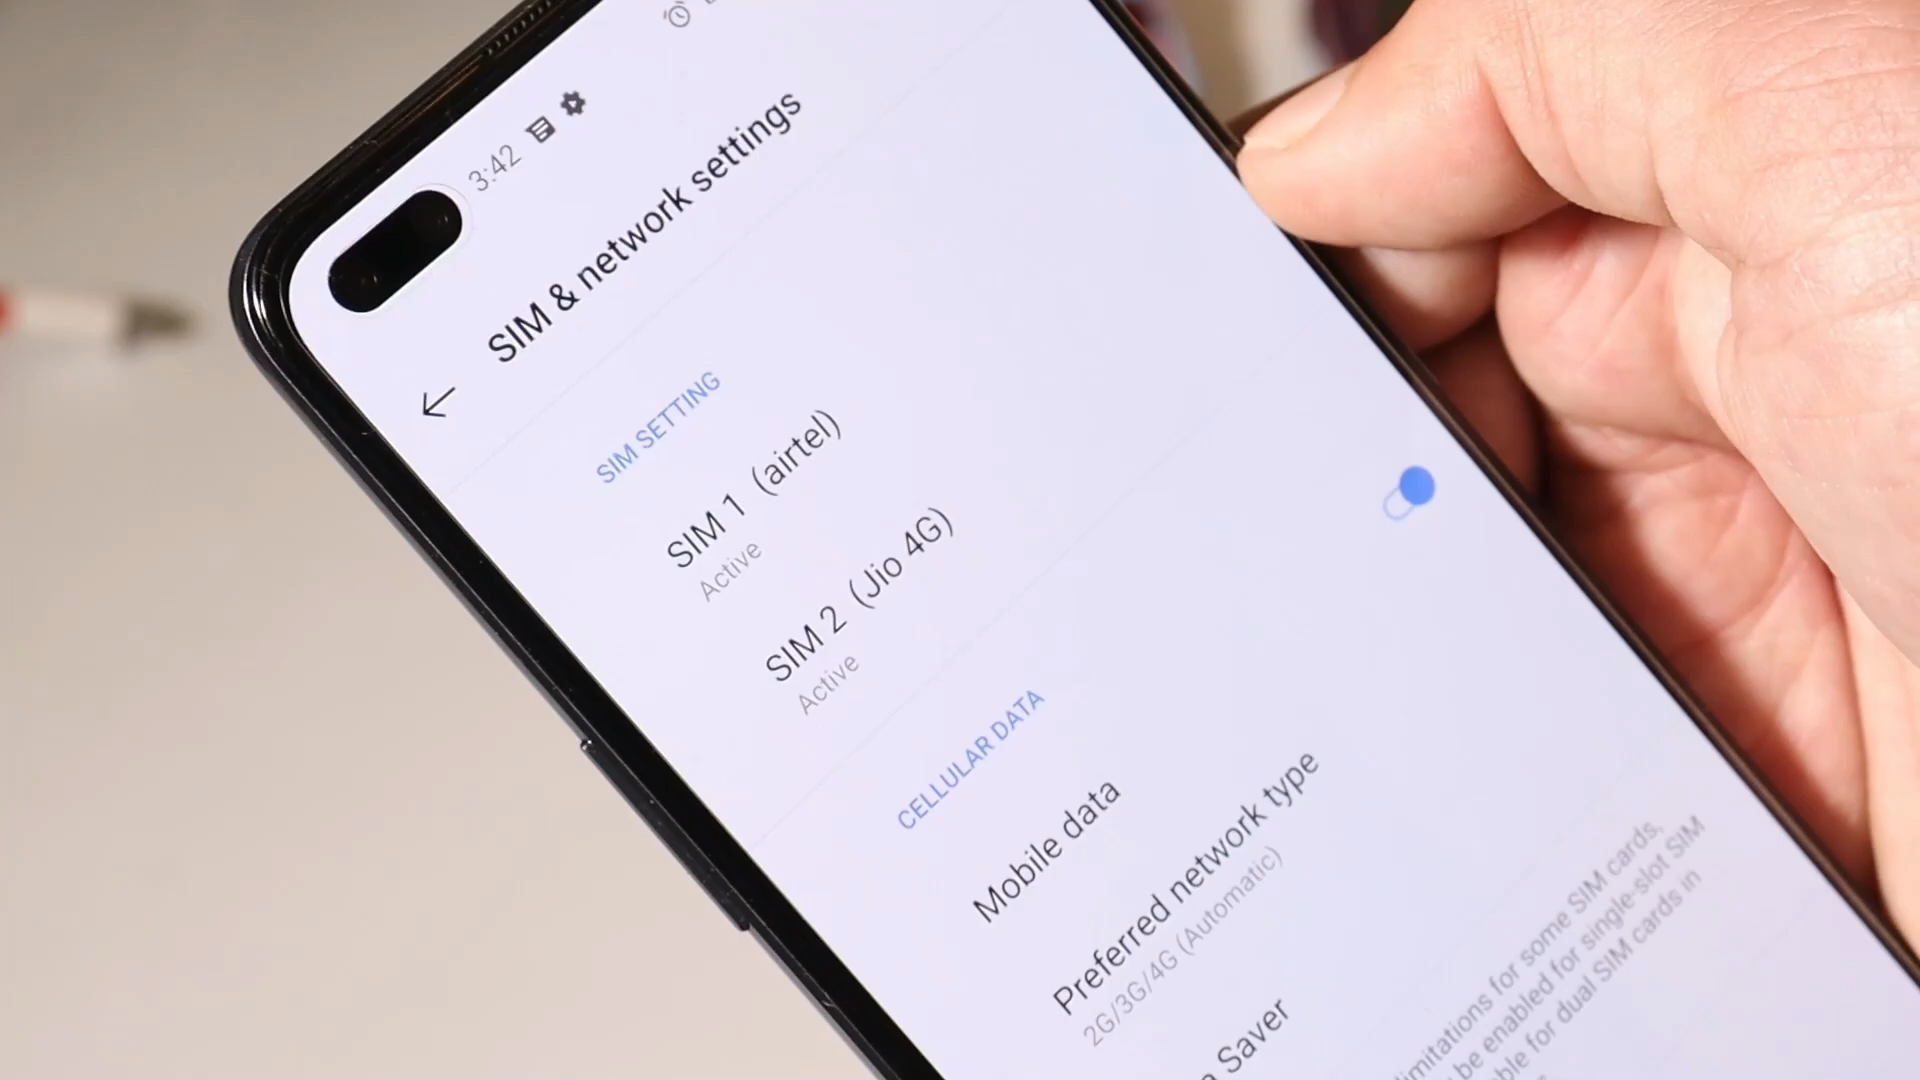 3:42
SIM & network settings
SIM SETTING
SIM 1 (airtel)
Active
SIM 2 (Jio 4G)
Active
CELLULAR DATA
Mobile data
Preferred network type
2G/3G/4G (Automatic)
Saver
limitations for some SIM cards,
be enabled for single-slot SIM
for dual SIM cards in